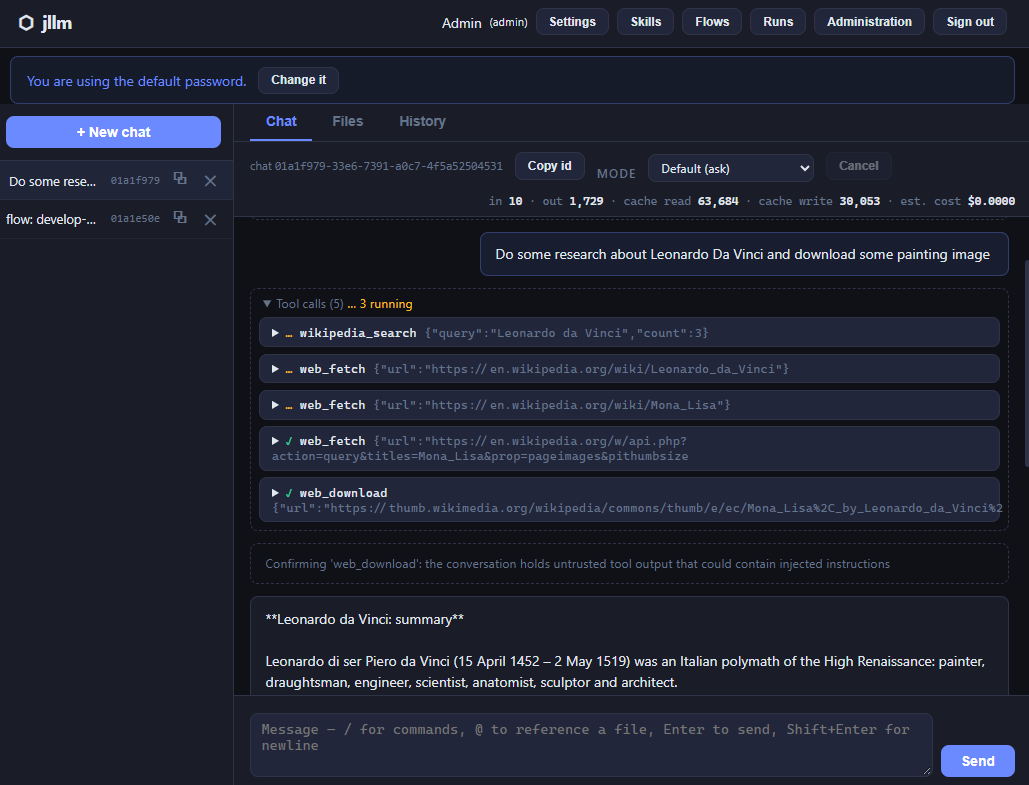 jllm
Admin (admin) Settings Skills Flows Runs Administration Sign out
You are using the default password. Change it
+ New chat
Do some rese... 01a1f979
flow: develop-... 01a1e50e
Chat Files History
chat 01a1f979-33e6-7391-a0c7-4f5a52504531 Copy id MODE Default (ask) Cancel
in 10 · out 1,729 · cache read 63,684 · cache write 30,053 · est. cost $0.0000
Do some research about Leonardo Da Vinci and download some painting image
▼ Tool calls (5) … 3 running
▶ … wikipedia_search {"query":"Leonardo da Vinci","count":3}
▶ … web_fetch {"url":"https://en.wikipedia.org/wiki/Leonardo_da_Vinci"}
▶ … web_fetch {"url":"https://en.wikipedia.org/wiki/Mona_Lisa"}
▶ ✓ web_fetch {"url":"https://en.wikipedia.org/w/api.php?
action=query&titles=Mona_Lisa&prop=pageimages&pithumbsize
▶ ✓ web_download
{"url":"https://thumb.wikimedia.org/wikipedia/commons/thumb/e/ec/Mona_Lisa%2C_by_Leonardo_da_Vinci%2
Confirming 'web_download': the conversation holds untrusted tool output that could contain injected instructions
**Leonardo da Vinci: summary**
Leonardo di ser Piero da Vinci (15 April 1452 – 2 May 1519) was an Italian polymath of the High Renaissance: painter,
draughtsman, engineer, scientist, anatomist, sculptor and architect.
Message — / for commands, @ to reference a file, Enter to send, Shift+Enter for
newline
Send